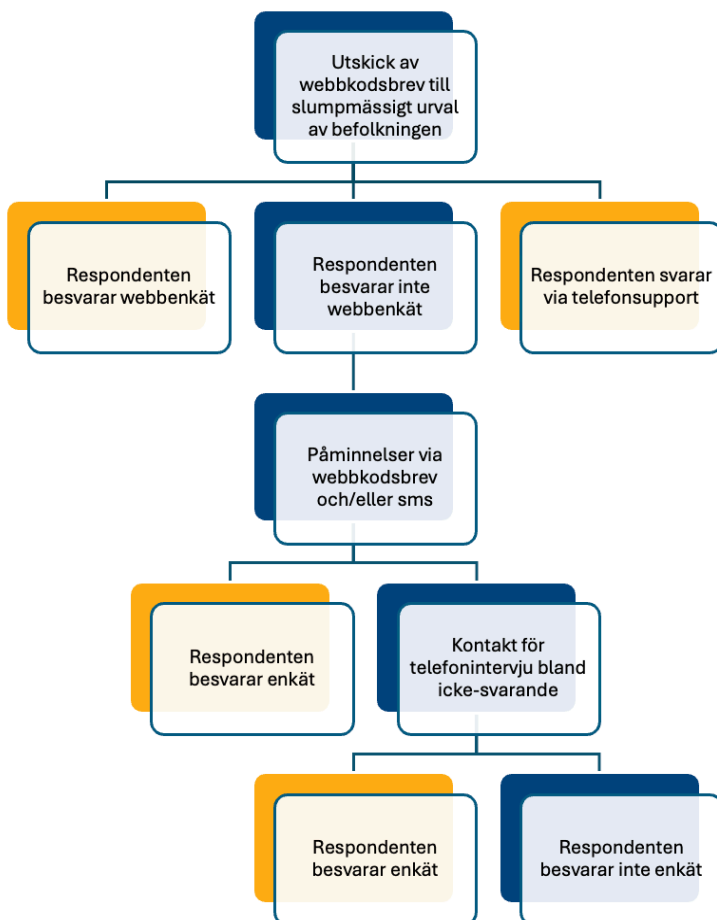 Utskick av
webbkodsbrev till
slumpmässigt urval
av befolkningen
Respondenten
besvarar webbenkät
Respondenten
besvarar inte
webbenkät
Respondenten svarar
via telefonsupport
Påminnelser via
webbkodsbrev
och/eller sms
Respondenten
besvarar enkät
Kontakt för
telefonintervju bland
icke-svarande
Respondenten
besvarar enkät
Respondenten
besvarar inte enkät